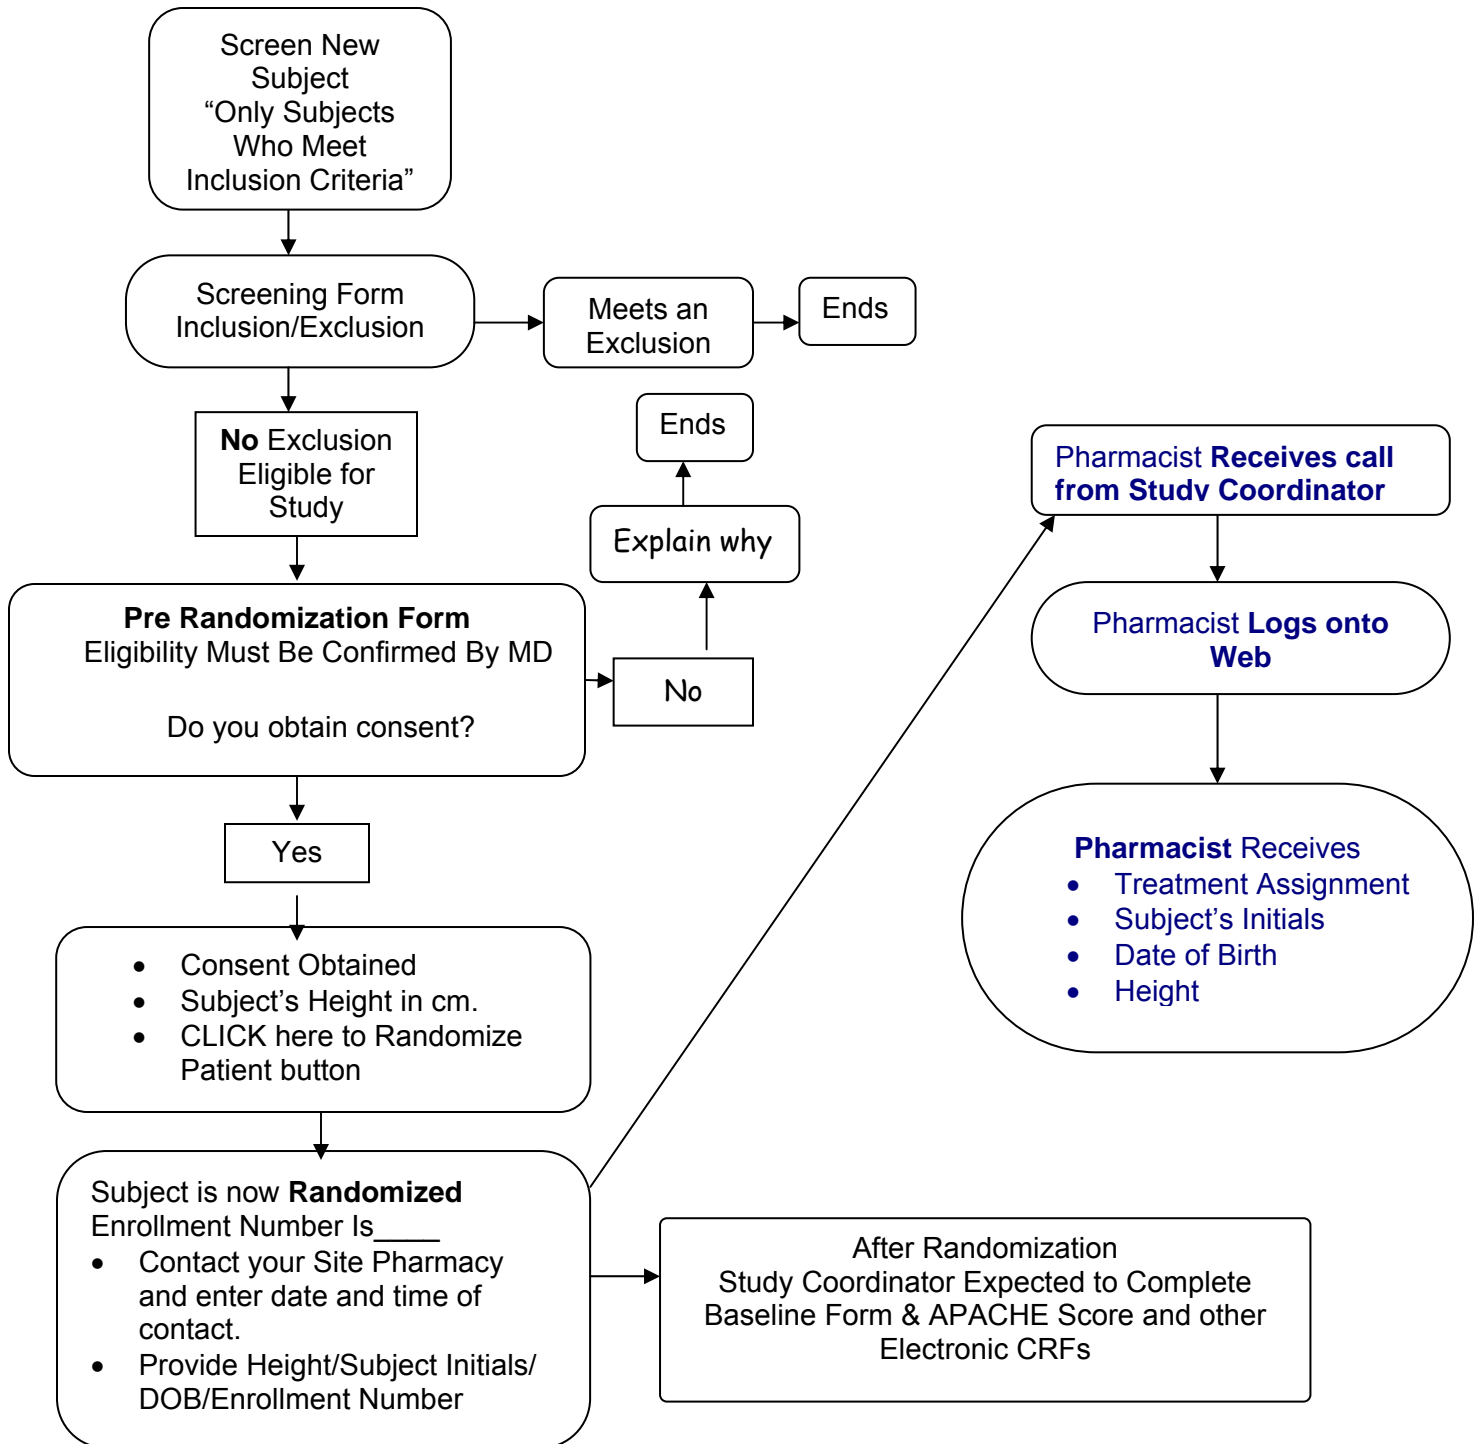 Screen New
Subject
“Only Subjects
Who Meet
Inclusion Criteria”
Screening Form
Inclusion/Exclusion
Meets an
Exclusion
Ends
No Exclusion
Eligible for
Study
Ends
Explain why
Pre Randomization Form
Eligibility Must Be Confirmed By MD
Do you obtain consent?
No
Yes
• Consent Obtained
• Subject’s Height in cm.
• CLICK here to Randomize
Patient button
Subject is now Randomized
Enrollment Number Is____
• Contact your Site Pharmacy
and enter date and time of
contact.
• Provide Height/Subject Initials/
DOB/Enrollment Number
After Randomization
Study Coordinator Expected to Complete
Baseline Form & APACHE Score and other
Electronic CRFs
Pharmacist Receives call
from Study Coordinator
Pharmacist Logs onto
Web
Pharmacist Receives
• Treatment Assignment
• Subject’s Initials
• Date of Birth
• Height